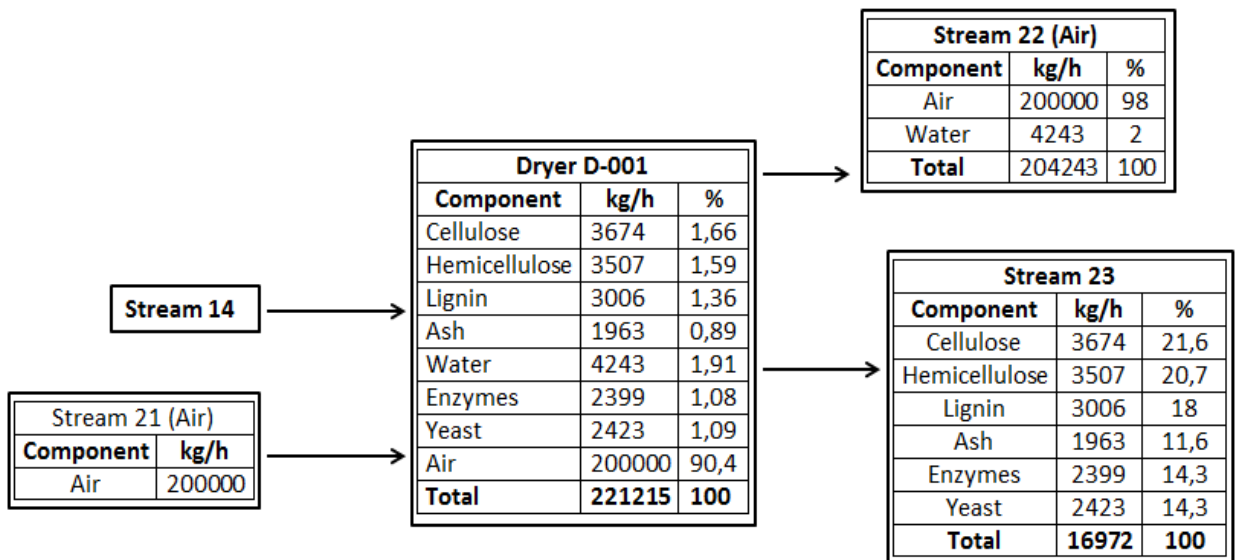 Stream 22 (Air)
Component kg/h %
Air 200000 98
Water 4243 2
Total 204243 100
Dryer D-001
Component kg/h %
Cellulose 3674 1,66
Hemicellulose 3507 1,59
Lignin 3006 1,36
Ash 1963 0,89
Water 4243 1,91
Enzymes 2399 1,08
Yeast 2423 1,09
Air 200000 90,4
Total 221215 100
Stream 14
Stream 21 (Air)
Component kg/h
Air 200000
Stream 23
Component kg/h %
Cellulose 3674 21,6
Hemicellulose 3507 20,7
Lignin 3006 18
Ash 1963 11,6
Enzymes 2399 14,3
Yeast 2423 14,3
Total 16972 100